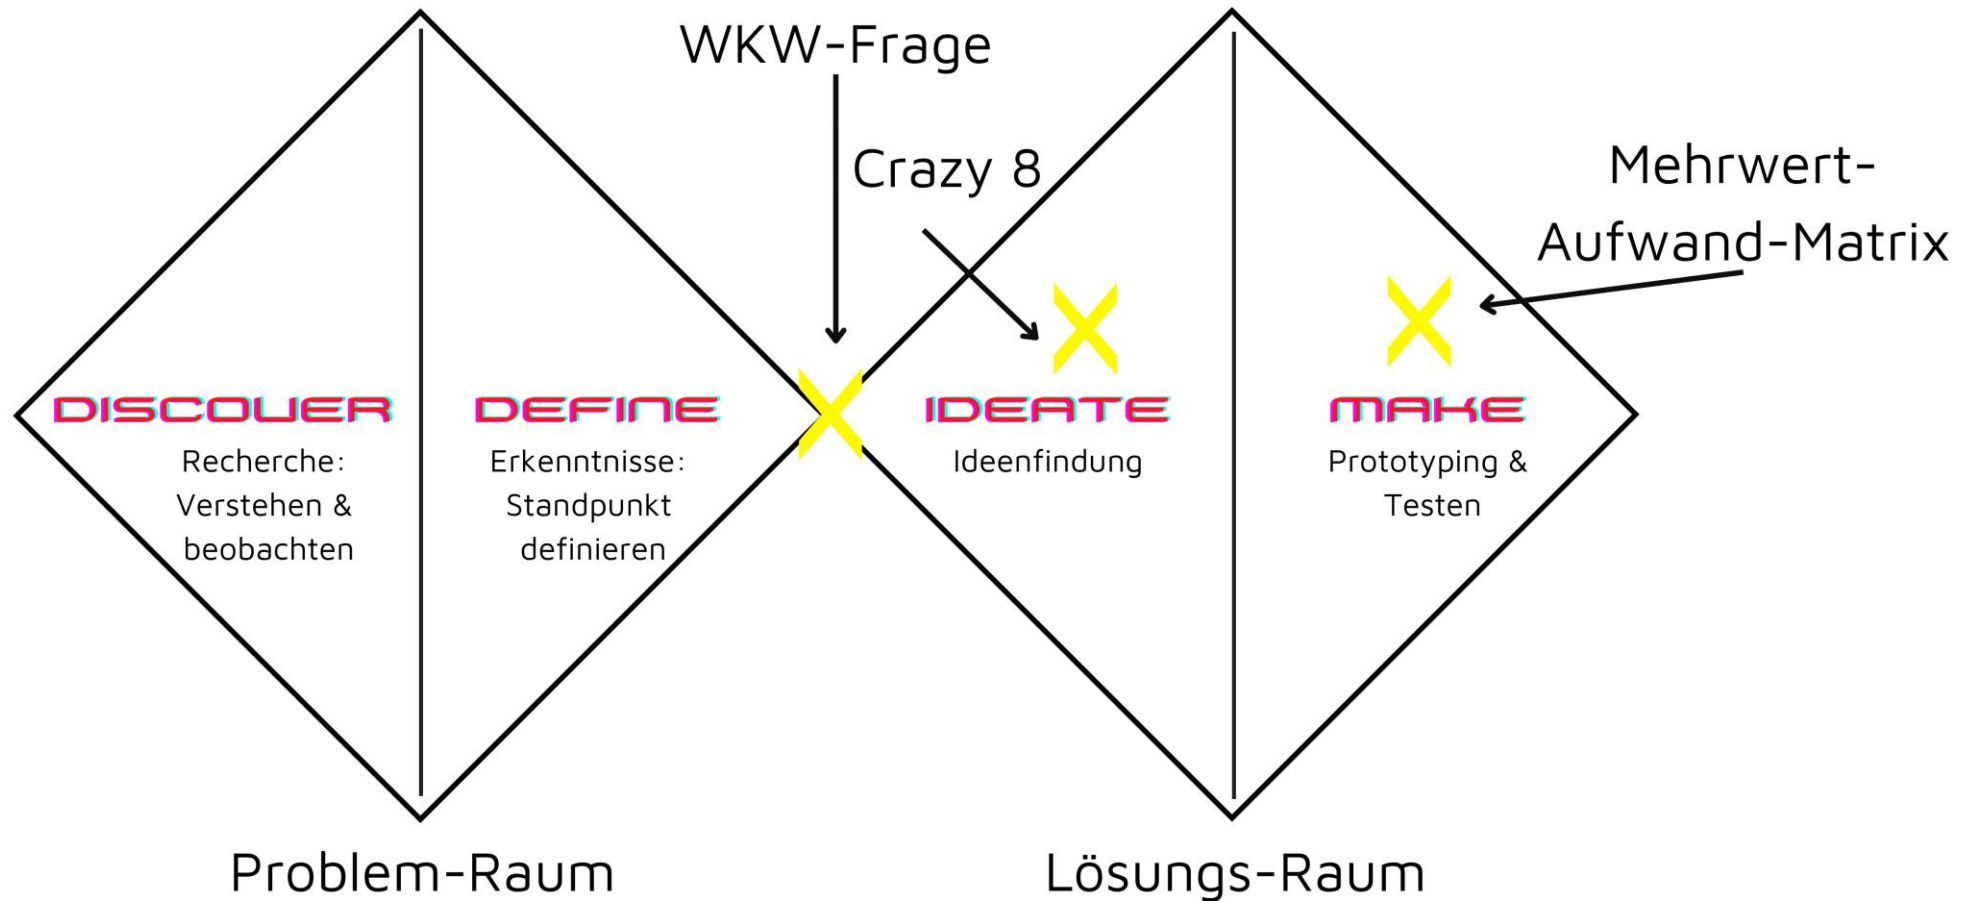 WKW-Frage
Crazy 8
Mehrwert-
Aufwand-Matrix
DISCOVER
Recherche:
Verstehen &
beobachten
DEFINE
Erkenntnisse:
Standpunkt
definieren
IDEATE
Ideenfindung
MAKE
Prototyping &
Testen
Problem-Raum
Lösungs-Raum